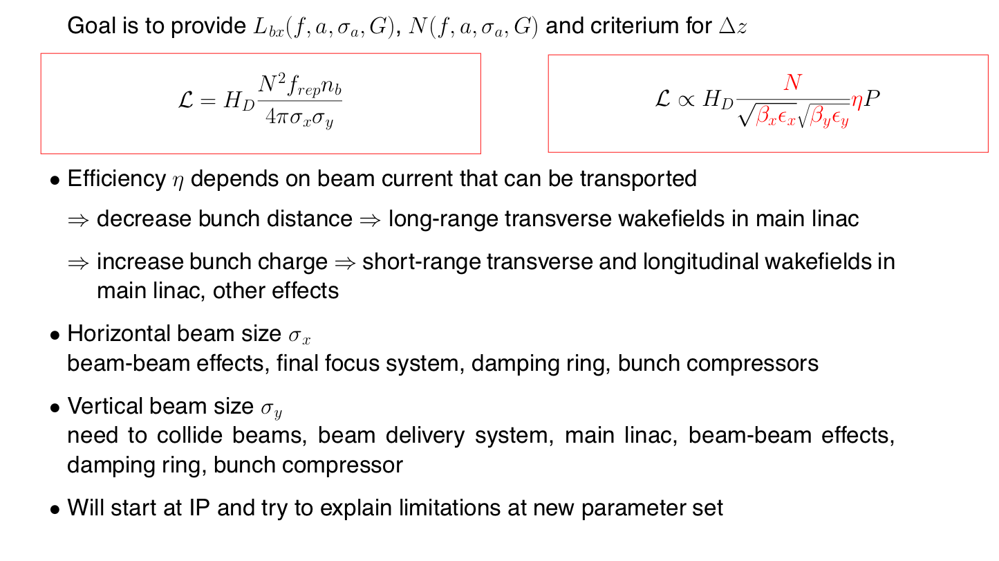 Goal is to provide $L_{bx}(f, a, \sigma_a, G)$, $N(f, a, \sigma_a, G)$ and criterium for $\Delta z$
$\mathcal{L} = H_D \frac{N^2 f_{rep} n_b}{4\pi\sigma_x\sigma_y}$
$\mathcal{L} \propto H_D \frac{N}{\sqrt{\beta_x\epsilon_x}\sqrt{\beta_y\epsilon_y}} \eta P$
• Efficiency $\eta$ depends on beam current that can be transported
⇒ decrease bunch distance ⇒ long-range transverse wakefields in main linac
⇒ increase bunch charge ⇒ short-range transverse and longitudinal wakefields in
main linac, other effects
• Horizontal beam size $\sigma_x$
beam-beam effects, final focus system, damping ring, bunch compressors
• Vertical beam size $\sigma_y$
need to collide beams, beam delivery system, main linac, beam-beam effects,
damping ring, bunch compressor
• Will start at IP and try to explain limitations at new parameter set